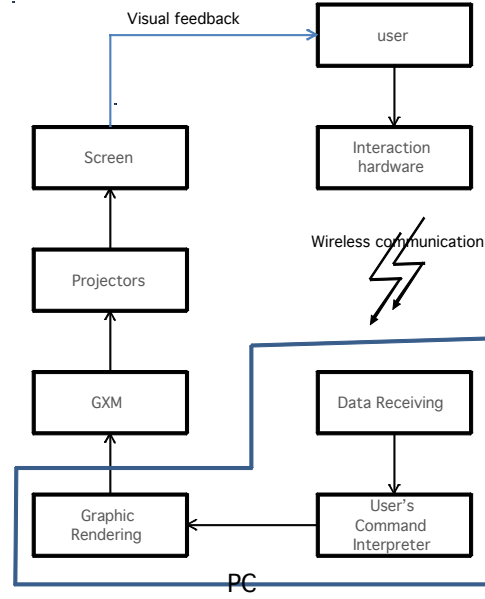 Visual feedback
user
Screen
Interaction
hardware
Wireless communication
Projectors
GXM
Data Receiving
Graphic
Rendering
User's
Command
Interpreter
PC